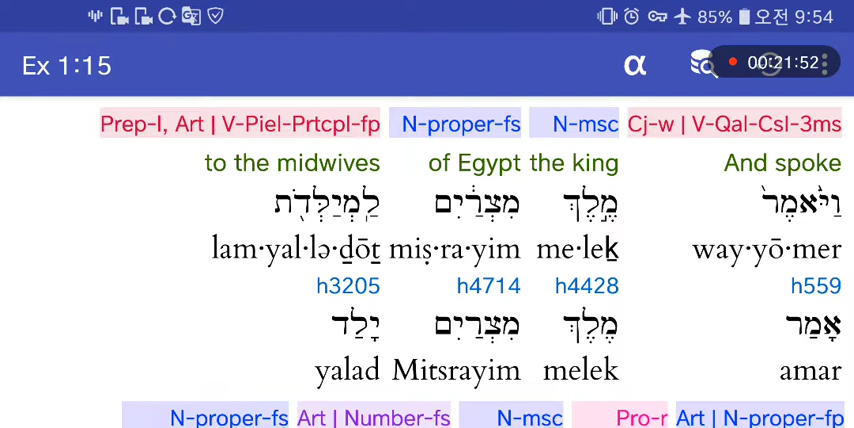 85% 오전 9:54
Ex 1:15 α 00:21:52
Prep-l, Art | V-Piel-Prtcpl-fp N-proper-fs N-msc Cj-w | V-Qal-CsI-3ms
to the midwives of Egypt the king And spoke
וַיֹּ֙אמֶר֙ מֶ֣לֶךְ מִצְרַ֔יִם לַֽמְיַלְּדֹ֖ת
lam·yal·lə·ḏōṯ miṣ·ra·yim me·leḵ way·yō·mer
h3205 h4714 h4428 h559
אָמַר מֶלֶךְ מִצְרַיִם יָלַד
yalad Mitsrayim melek amar
N-proper-fs Art | Number-fs N-msc Pro-r Art | N-proper-fp